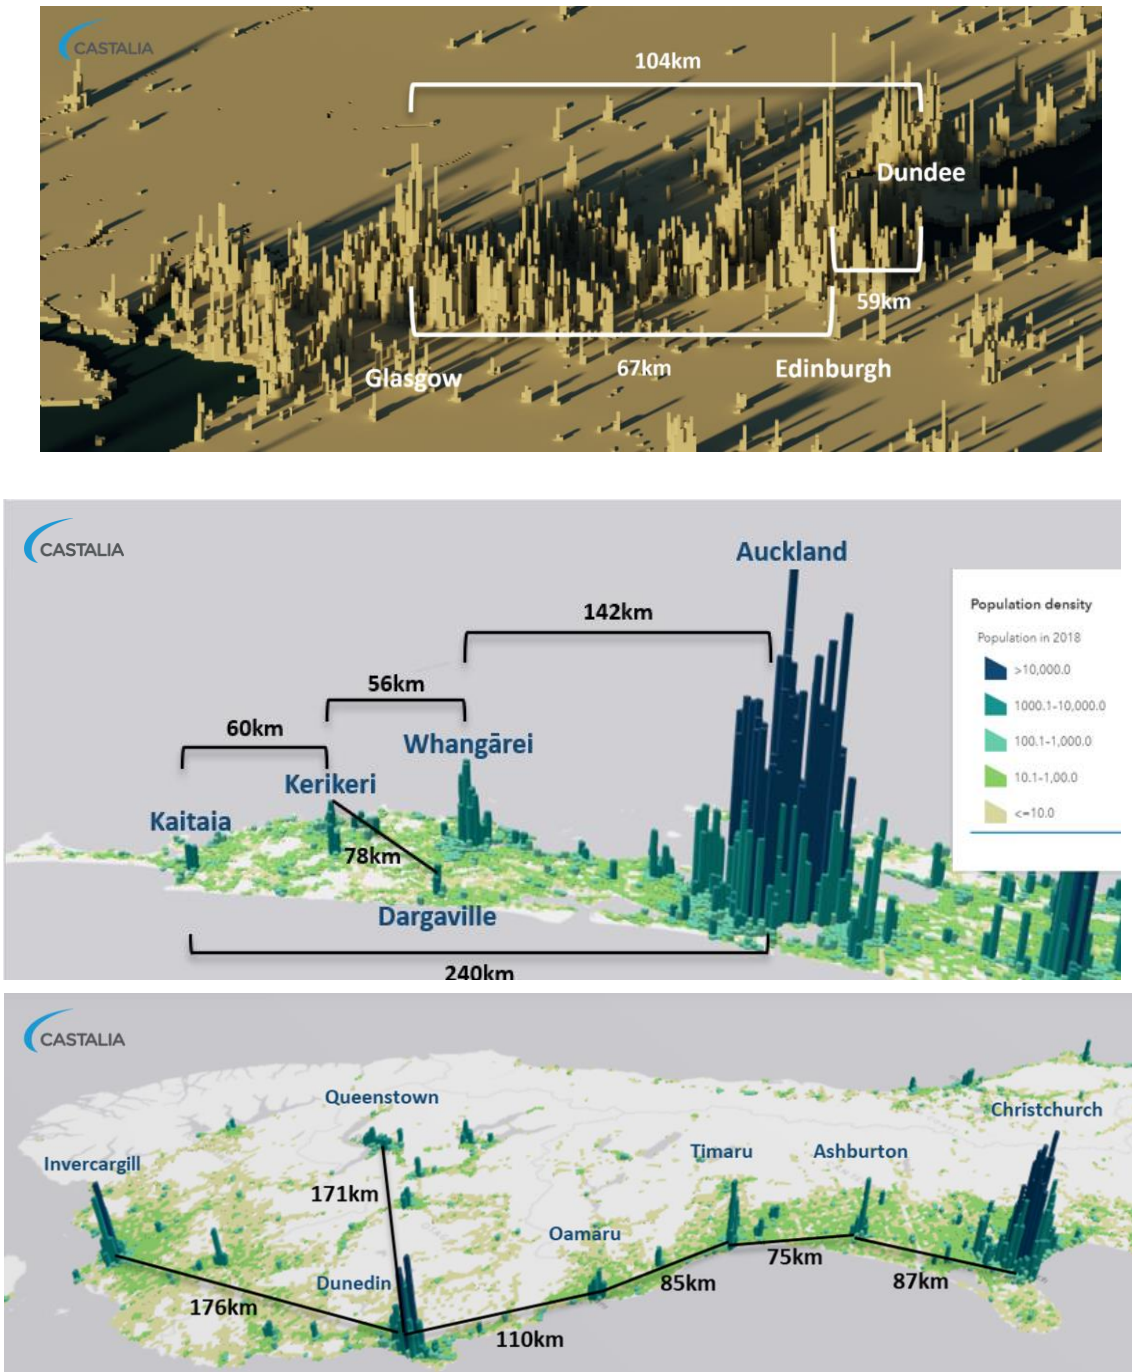 CASTALIA
104km
Dundee
59km
67km
Glasgow
Edinburgh
CASTALIA
Auckland
142km
56km
60km
Whangārei
Kerikeri
Kaitaia
78km
Dargaville
240km
Population density
Population in 2018
>10,000.0
1000.1-10,000.0
100.1-1,000.0
10.1-1,00.0
<=10.0
CASTALIA
Queenstown
Christchurch
Invercargill
Timaru
Ashburton
171km
Oamaru
75km
Dunedin
85km
87km
176km
110km